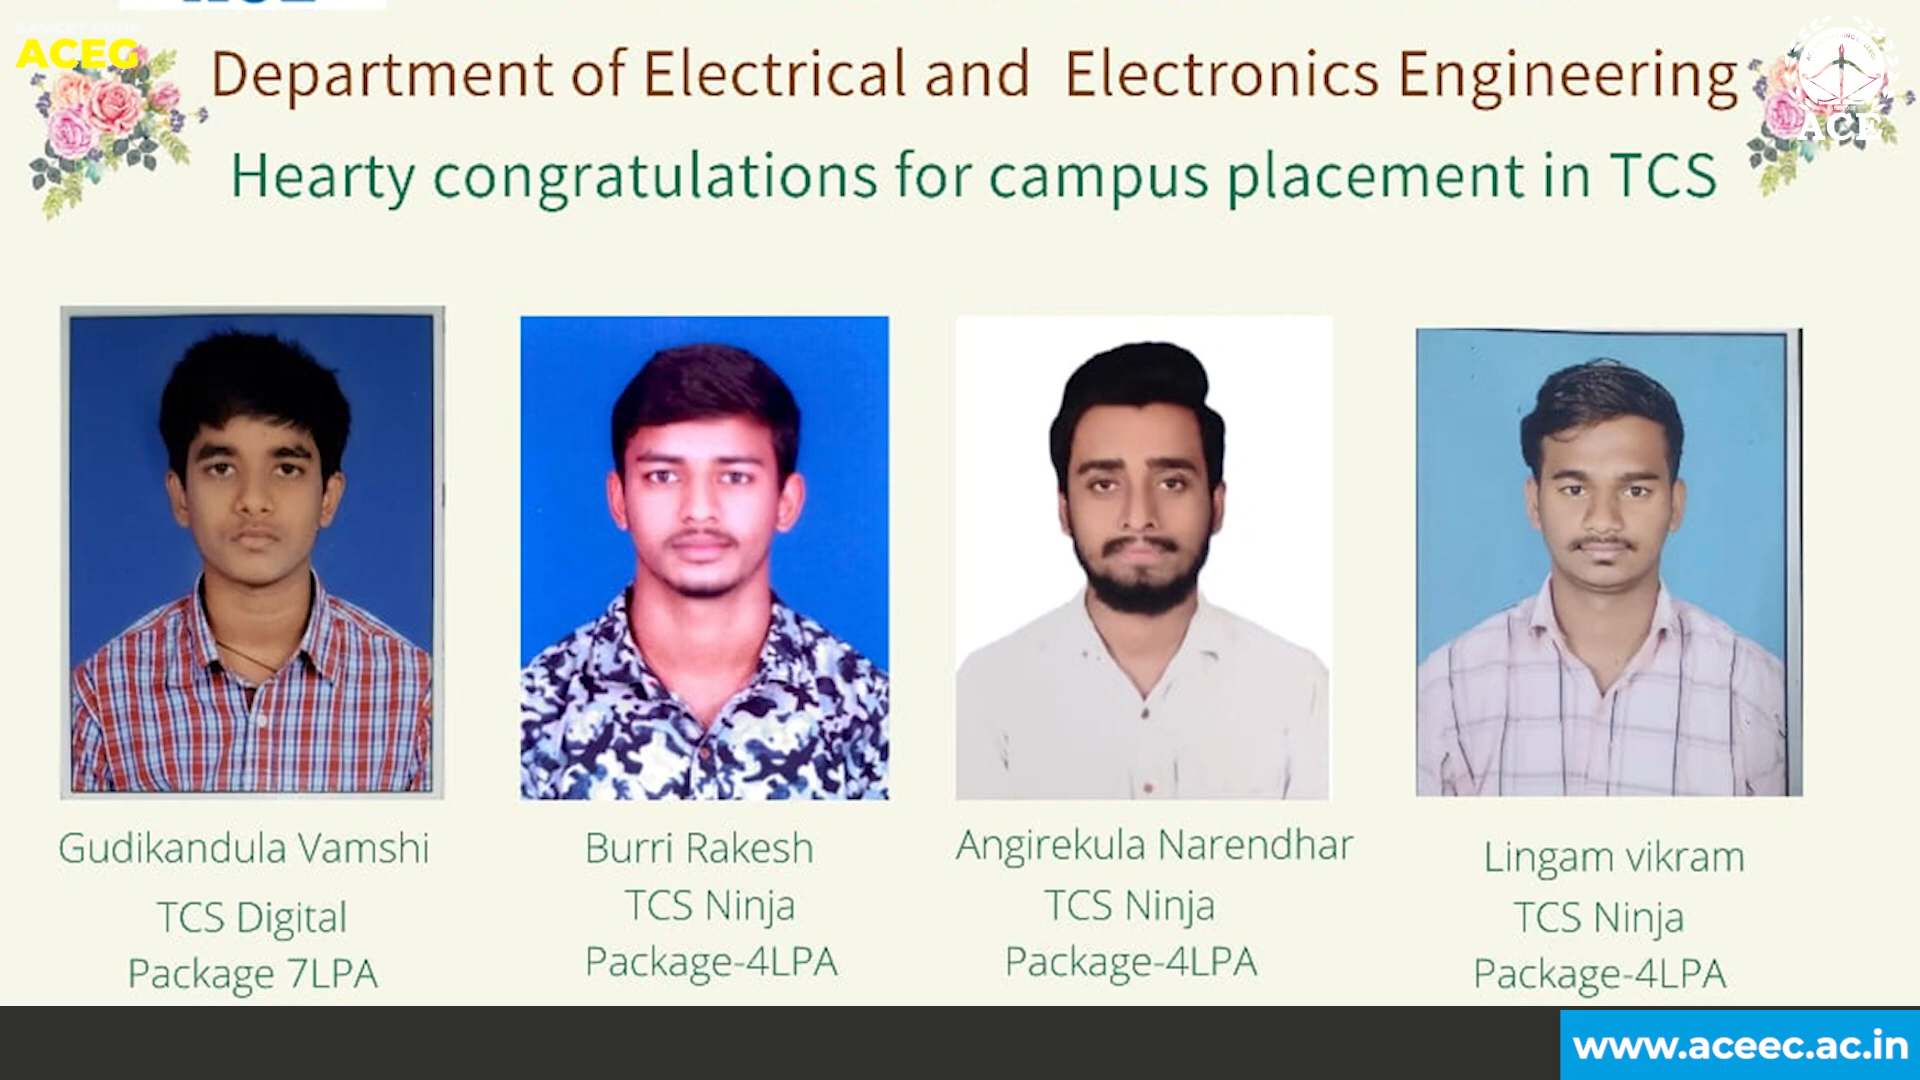 ACEG
Department of Electrical and Electronics Engineering
ACE
Hearty congratulations for campus placement in TCS
Gudikandula Vamshi
TCS Digital
Package 7LPA
Burri Rakesh
TCS Ninja
Package-4LPA
Angirekula Narendhar
TCS Ninja
Package-4LPA
Lingam vikram
TCS Ninja
Package-4LPA
www.aceec.ac.in